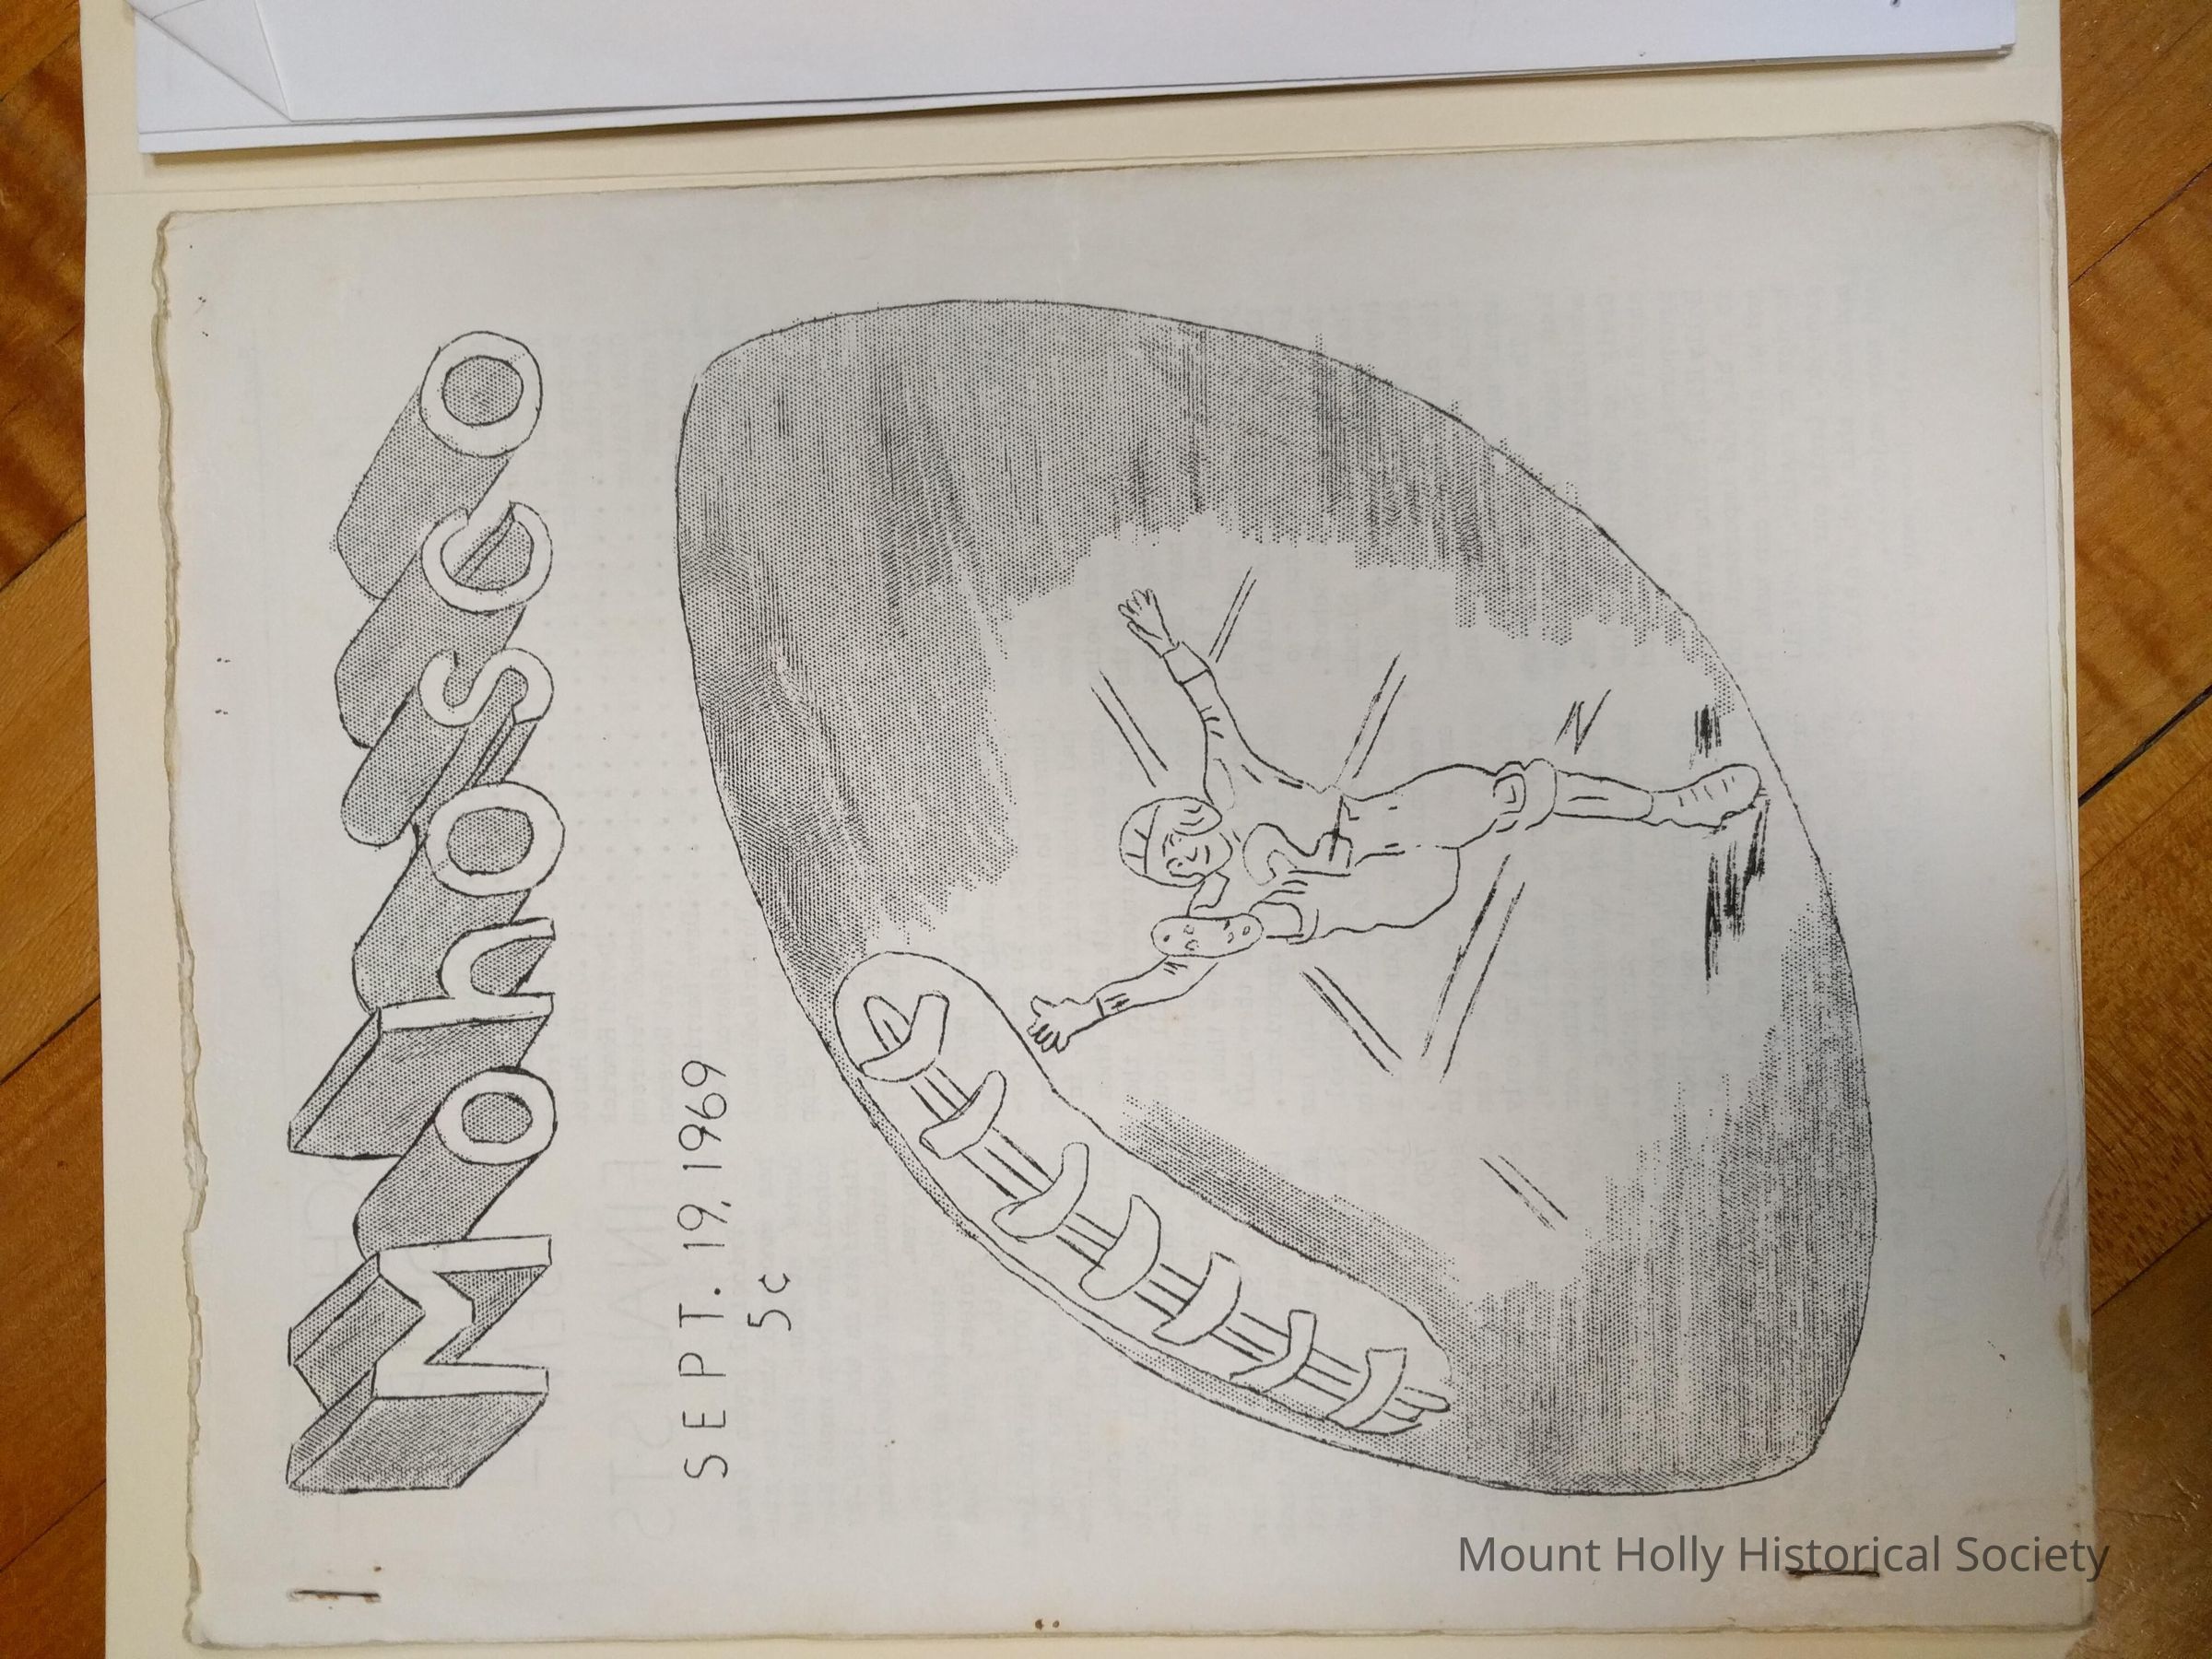 Mohosco
SEPT. 19, 1969
5¢
Mount Holly Historical Society